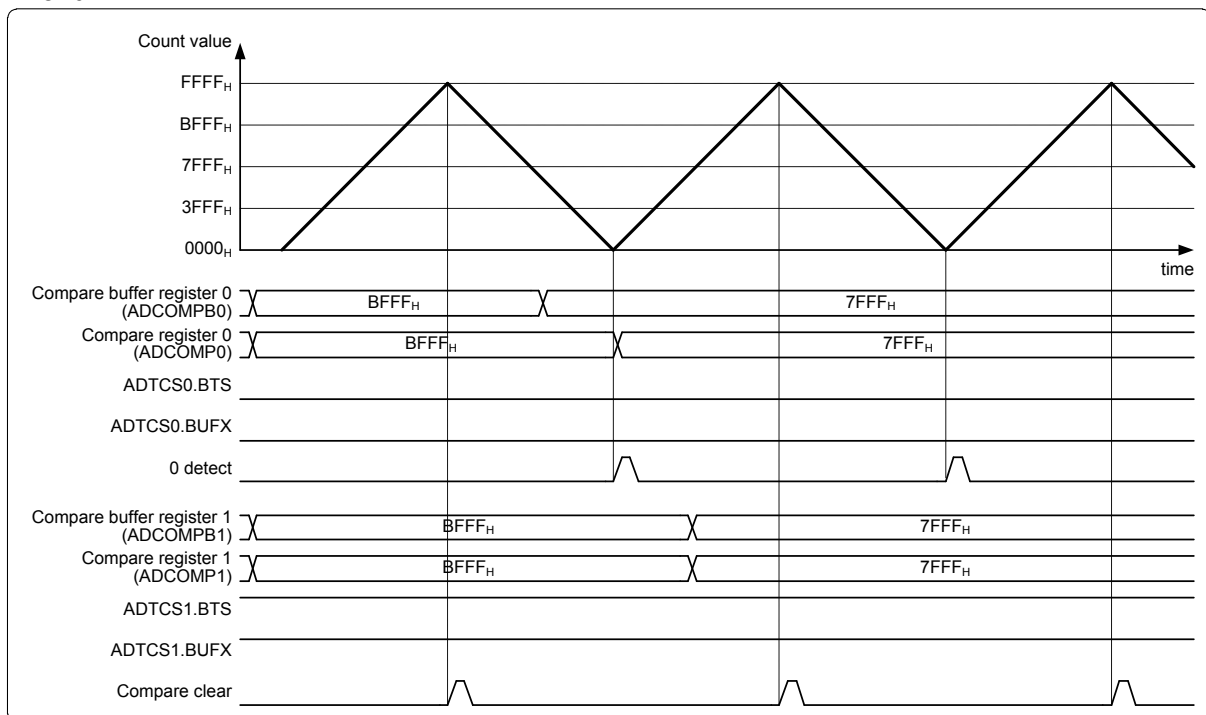 Count value
FFFFH
BFFFH
7FFFH
3FFFH
0000H
time
Compare buffer register 0
(ADCOMPB0)
BFFFH
7FFFH
Compare register 0
(ADCOMP0)
BFFFH
7FFFH
ADTCS0.BTS
ADTCS0.BUFX
0 detect
Compare buffer register 1
(ADCOMPB1)
BFFFH
7FFFH
Compare register 1
(ADCOMP1)
BFFFH
7FFFH
ADTCS1.BTS
ADTCS1.BUFX
Compare clear